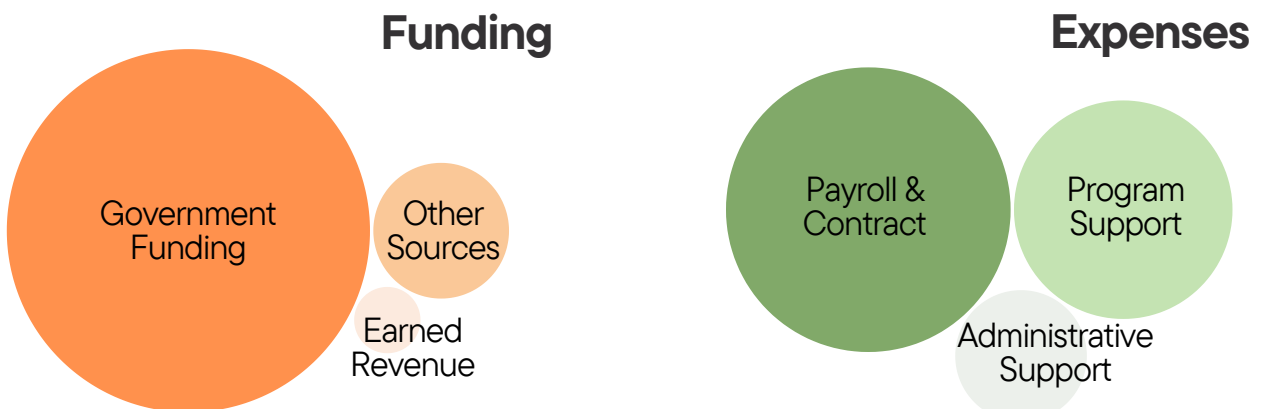 Funding
Government
Funding
Other
Sources
Earned
Revenue
Expenses
Payroll &
Contract
Program
Support
Administrative
Support